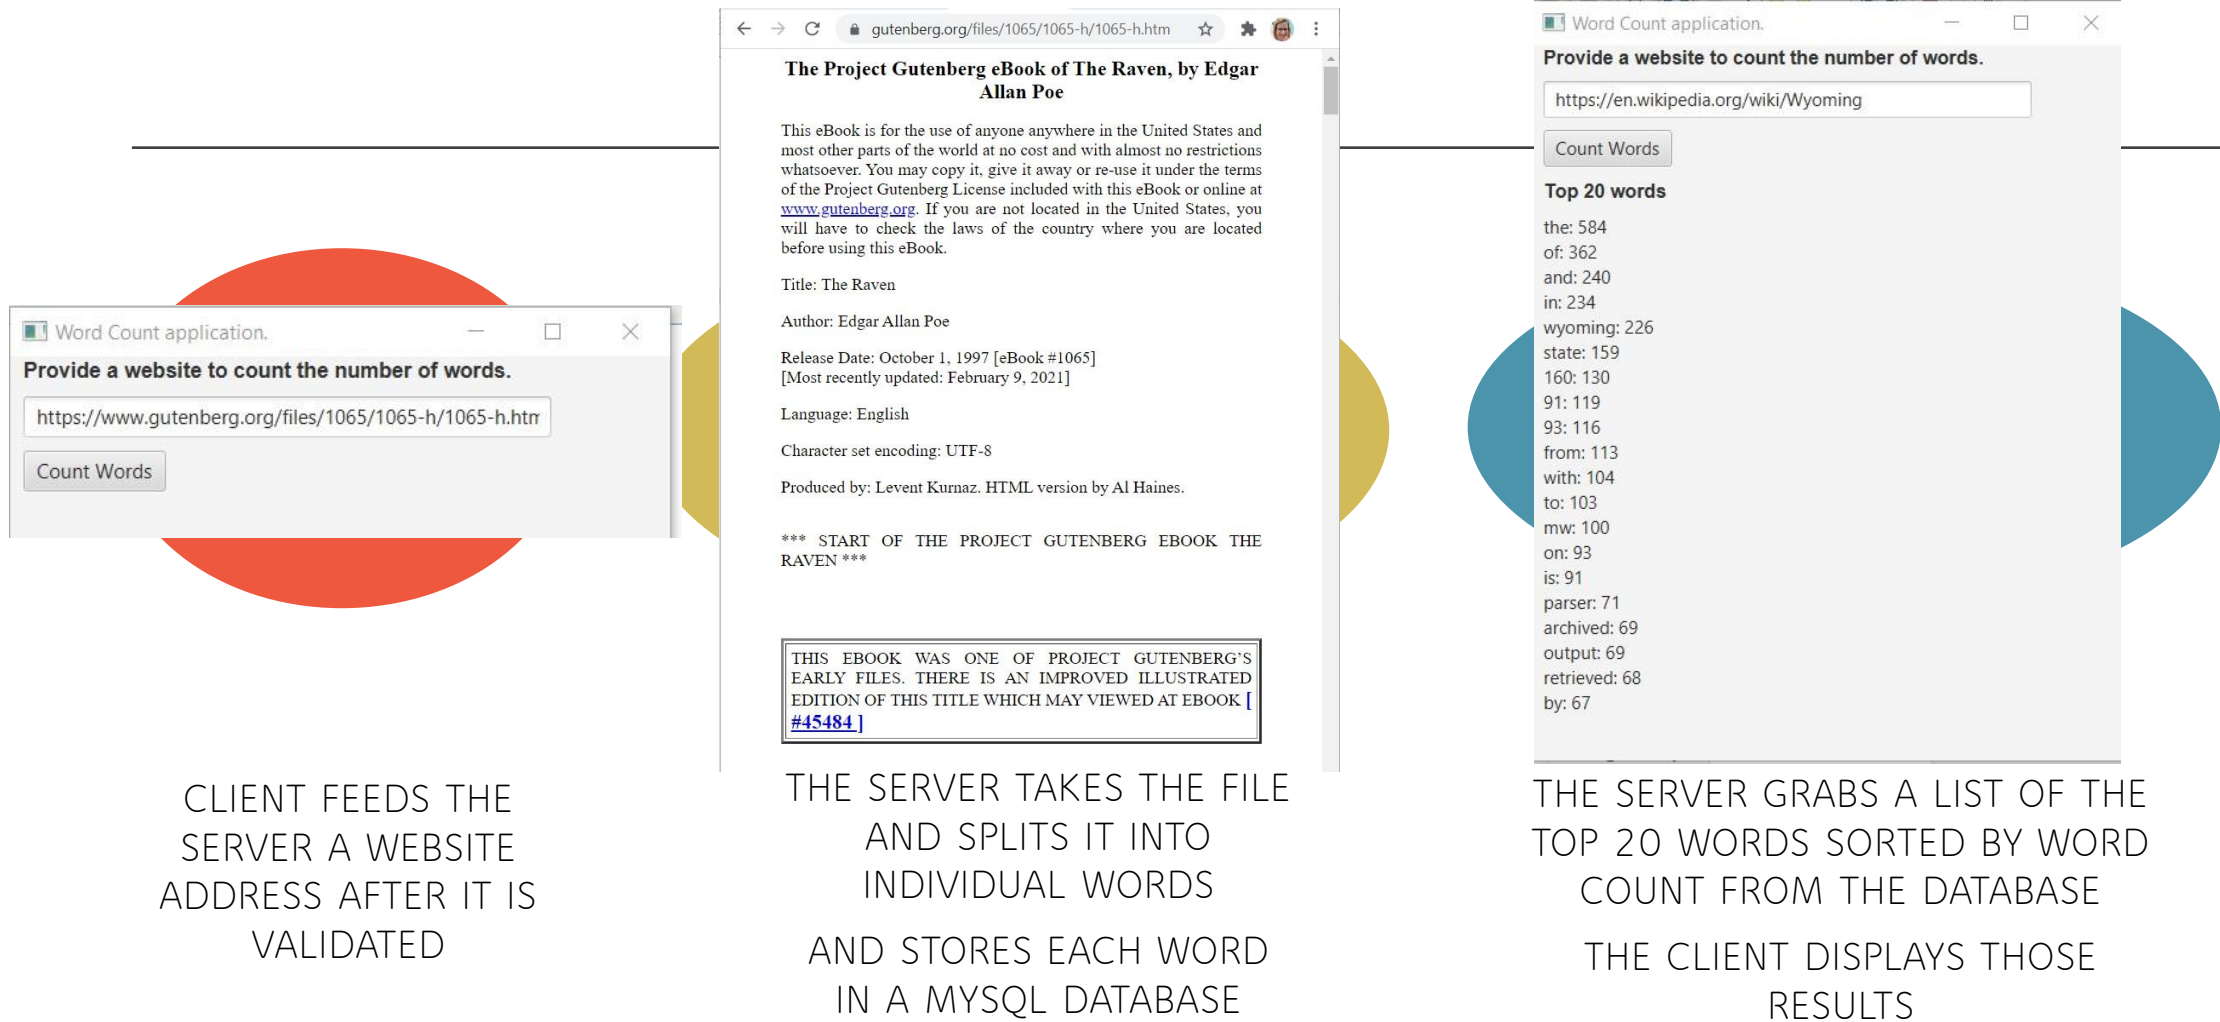 Word Count application.
Provide a website to count the number of words.
https://www.gutenberg.org/files/1065/1065-h/1065-h.htm
Count Words
CLIENT FEEDS THE
SERVER A WEBSITE
ADDRESS AFTER IT IS
VALIDATED
gutenberg.org/files/1065/1065-h/1065-h.htm
The Project Gutenberg eBook of The Raven, by Edgar
Allan Poe
This eBook is for the use of anyone anywhere in the United States and
most other parts of the world at no cost and with almost no restrictions
whatsoever. You may copy it, give it away or re-use it under the terms
of the Project Gutenberg License included with this eBook or online at
www.gutenberg.org. If you are not located in the United States, you
will have to check the laws of the country where you are located
before using this eBook.
Title: The Raven
Author: Edgar Allan Poe
Release Date: October 1, 1997 [eBook #1065]
[Most recently updated: February 9, 2021]
Language: English
Character set encoding: UTF-8
Produced by: Levent Kurnaz. HTML version by Al Haines.
*** START OF THE PROJECT GUTENBERG EBOOK THE
RAVEN ***
THIS EBOOK WAS ONE OF PROJECT GUTENBERG'S
EARLY FILES. THERE IS AN IMPROVED ILLUSTRATED
EDITION OF THIS TITLE WHICH MAY VIEWED AT EBOOK [
#45484 ]
THE SERVER TAKES THE FILE
AND SPLITS IT INTO
INDIVIDUAL WORDS
AND STORES EACH WORD
IN A MYSQL DATABASE
Word Count application.
Provide a website to count the number of words.
https://en.wikipedia.org/wiki/Wyoming
Count Words
Top 20 words
the: 584
of: 362
and: 240
in: 234
wyoming: 226
state: 159
160: 130
91: 119
93: 116
from: 113
with: 104
to: 103
mw: 100
on: 93
is: 91
parser: 71
archived: 69
output: 69
retrieved: 68
by: 67
THE SERVER GRABS A LIST OF THE
TOP 20 WORDS SORTED BY WORD
COUNT FROM THE DATABASE
THE CLIENT DISPLAYS THOSE
RESULTS